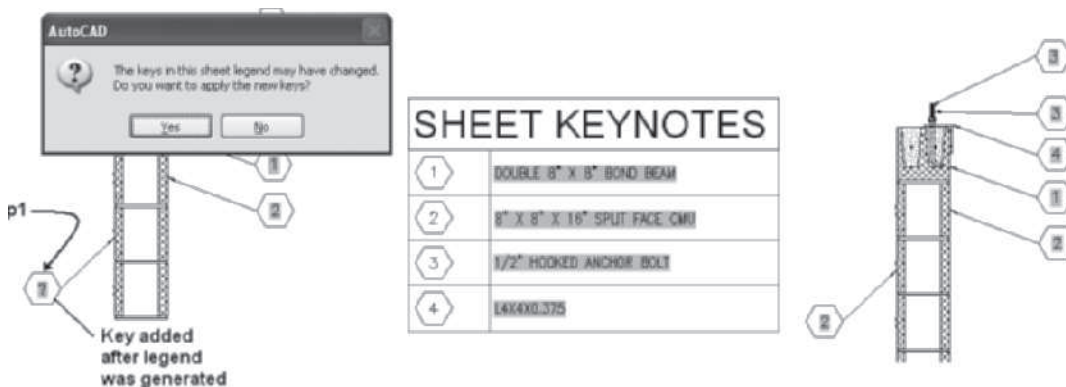 AutoCAD
The keys in this sheet legend may have changed.
Do you want to apply the new keys?
Yes
No
1
2
p1
?
Key added
after legend
was generated
SHEET KEYNOTES
1
DOUBLE 8" X 8" BOND BEAM
2
8" X 8" X 16" SPLIT FACE CMU
3
1/2" HOOKED ANCHOR BOLT
4
L4X4X0.375
3
3
4
1
2
2